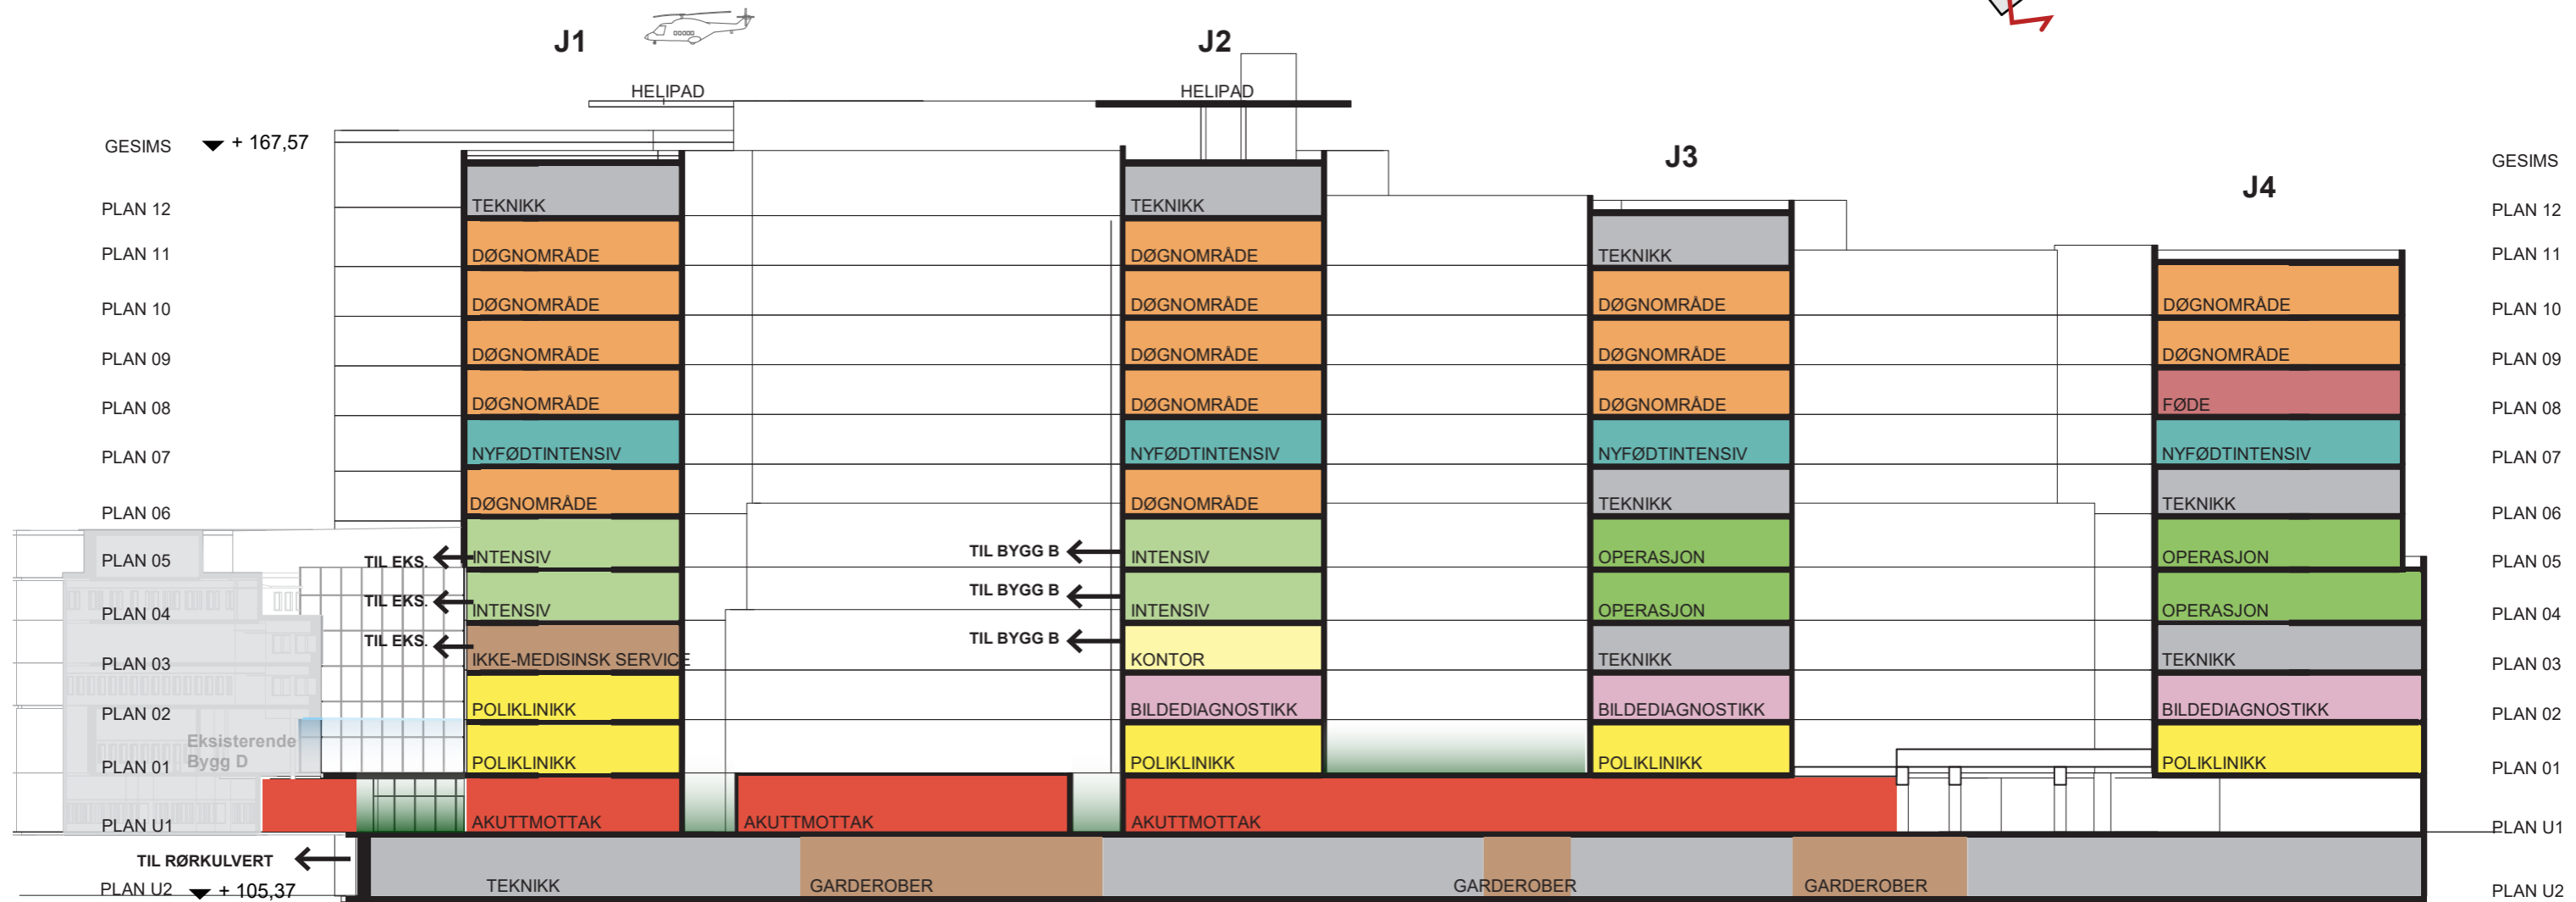 J1
J2
HELIPAD
HELIPAD
GESIMS
+ 167,57
J3
GESIMS
J4
PLAN 12
TEKNIKK
TEKNIKK
PLAN 12
PLAN 11
DØGNOMRÅDE
DØGNOMRÅDE
TEKNIKK
PLAN 11
PLAN 10
DØGNOMRÅDE
DØGNOMRÅDE
DØGNOMRÅDE
DØGNOMRÅDE
PLAN 10
PLAN 09
DØGNOMRÅDE
DØGNOMRÅDE
DØGNOMRÅDE
DØGNOMRÅDE
PLAN 09
PLAN 08
DØGNOMRÅDE
DØGNOMRÅDE
DØGNOMRÅDE
FØDE
PLAN 08
PLAN 07
NYFØDTINTENSIV
NYFØDTINTENSIV
NYFØDTINTENSIV
NYFØDTINTENSIV
PLAN 07
PLAN 06
DØGNOMRÅDE
DØGNOMRÅDE
TEKNIKK
TEKNIKK
PLAN 06
PLAN 05
TIL EKS.
INTENSIV
TIL BYGG B
INTENSIV
OPERASJON
OPERASJON
PLAN 05
PLAN 04
TIL EKS.
INTENSIV
TIL BYGG B
INTENSIV
OPERASJON
OPERASJON
PLAN 04
PLAN 03
TIL EKS.
IKKE-MEDISINSK SERVICE
TIL BYGG B
KONTOR
TEKNIKK
TEKNIKK
PLAN 03
PLAN 02
POLIKLINIKK
BILDEDIAGNOSTIKK
BILDEDIAGNOSTIKK
BILDEDIAGNOSTIKK
PLAN 02
Eksisterende
Bygg D
PLAN 01
POLIKLINIKK
POLIKLINIKK
POLIKLINIKK
POLIKLINIKK
PLAN 01
PLAN U1
AKUTTMOTTAK
AKUTTMOTTAK
AKUTTMOTTAK
PLAN U1
TIL RØRKULVERT
PLAN U2
+ 105,37
TEKNIKK
GARDEROBER
GARDEROBER
GARDEROBER
PLAN U2